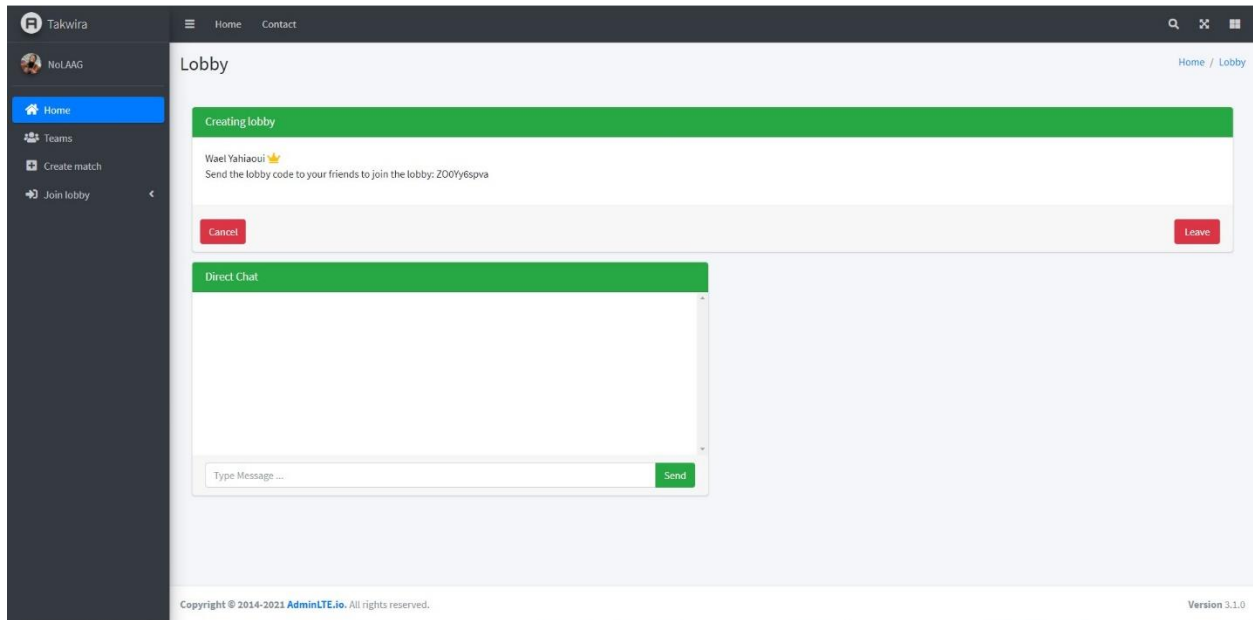 Takwira
Home Contact
NoLAAG
Lobby
Home / Lobby
Home
Teams
Create match
Join lobby
Creating lobby
Wael Yahiaoui
Send the lobby code to your friends to join the lobby: ZO0Yy6spva
Cancel
Leave
Direct Chat
Type Message ...
Send
Copyright © 2014-2021 AdminLTE.io. All rights reserved.
Version 3.1.0